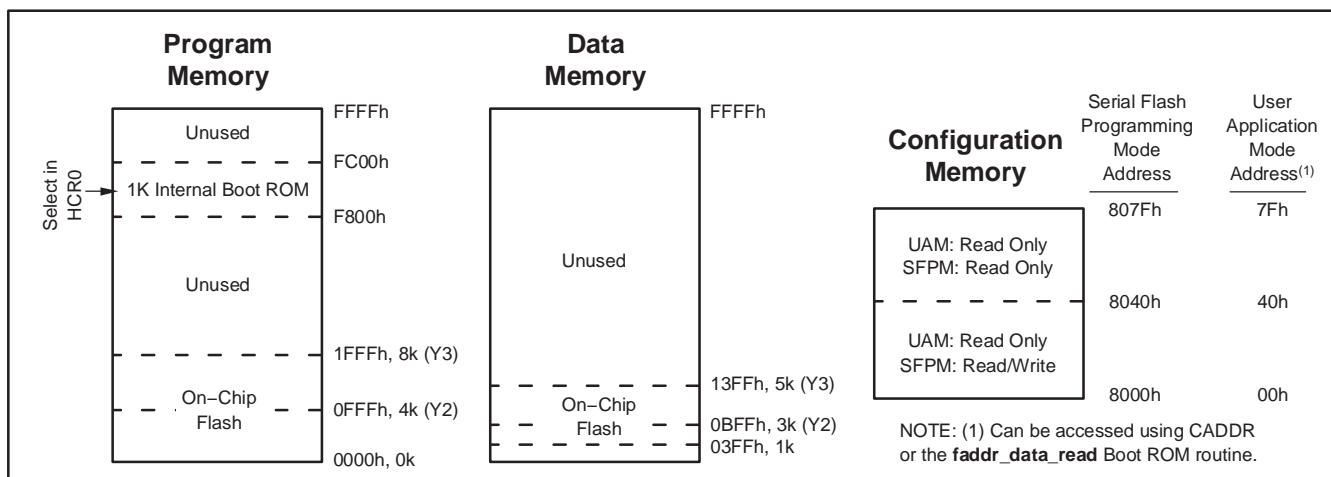 Program
Memory
FFFFh
Unused
FC00h
Select in
HCR0
1K Internal Boot ROM
F800h
Unused
1FFFh, 8k (Y3)
On−Chip
Flash
0FFFh, 4k (Y2)
0000h, 0k
Data
Memory
FFFFh
Unused
13FFh, 5k (Y3)
On−Chip
Flash
0BFFh, 3k (Y2)
03FFh, 1k
Configuration
Memory
Serial Flash
Programming
Mode
Address
User
Application
Mode
Address(1)
807Fh
7Fh
UAM: Read Only
SFPM: Read Only
8040h
40h
UAM: Read Only
SFPM: Read/Write
8000h
00h
NOTE: (1) Can be accessed using CADDR
or the faddr_data_read Boot ROM routine.